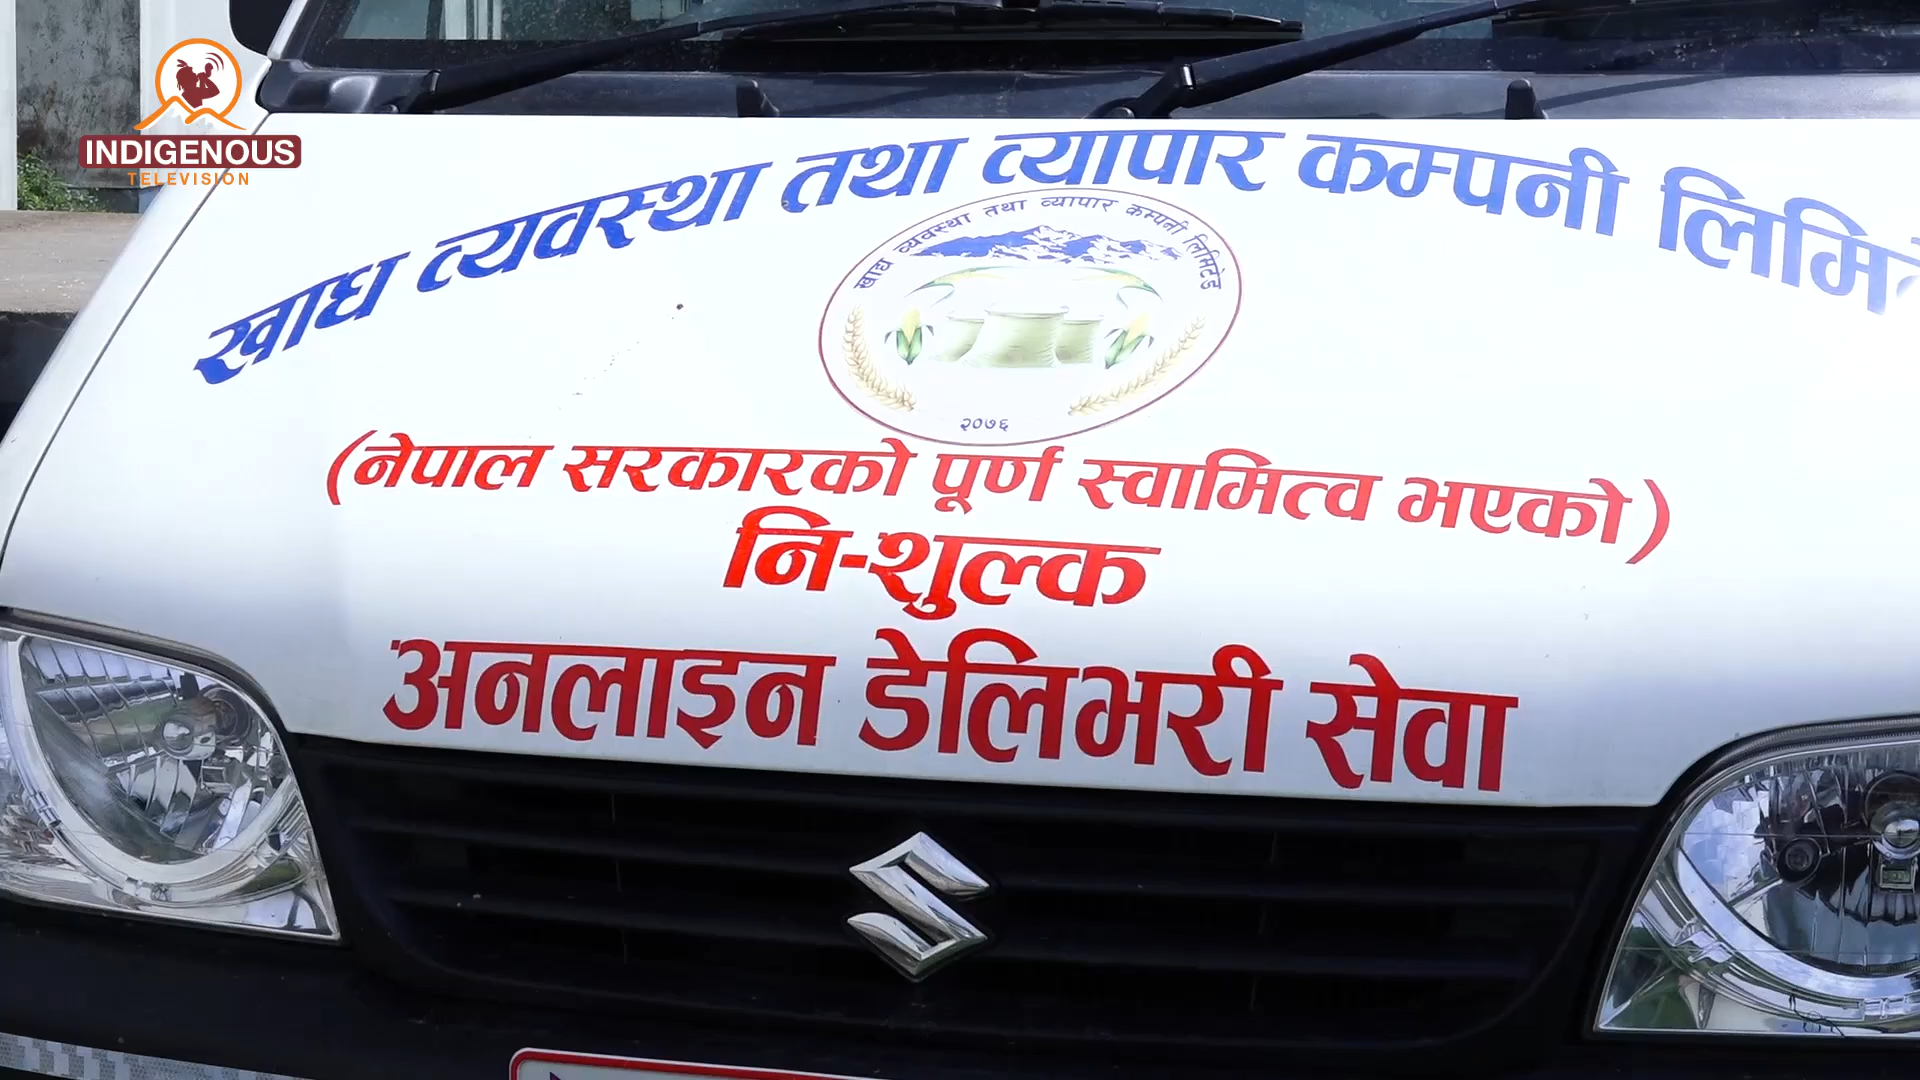 INDIGENOUS
TELEVISION
खाध व्यवस्था तथा व्यापार कम्पनी
खाद्य व्यवस्था तथा व्यापार कम्पनी लिमिटेड
२०७६
(नेपाल सरकारको पूर्ण स्वामित्व भएको)
नि-शुल्क
अनलाइन डेलिभरी सेवा